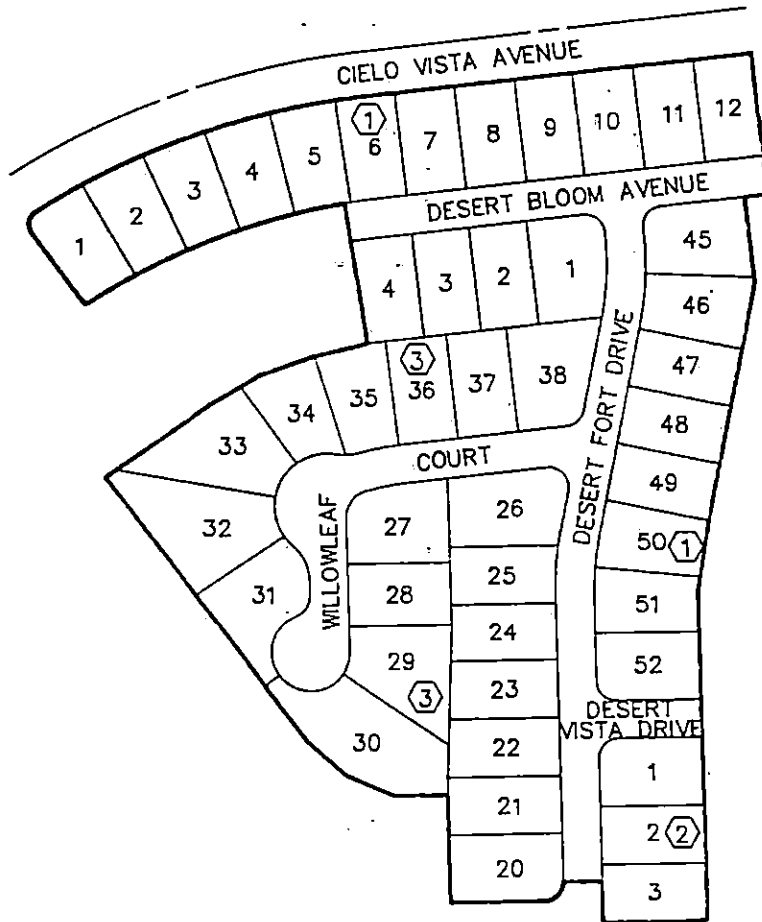 CIELO VISTA AVENUE
1
1 2 3 4 5 6 7 8 9 10 11 12
DESERT BLOOM AVENUE
4 3 2 1
45
46
47
48
49
50 1
51
52
DESERT FORT DRIVE
3
33 34 35 36 37 38
COURT
32
31
WILLOWLEAF
27
28
29
3
30
26
25
24
23
22
21
20
DESERT
VISTA DRIVE
1
2 2
3